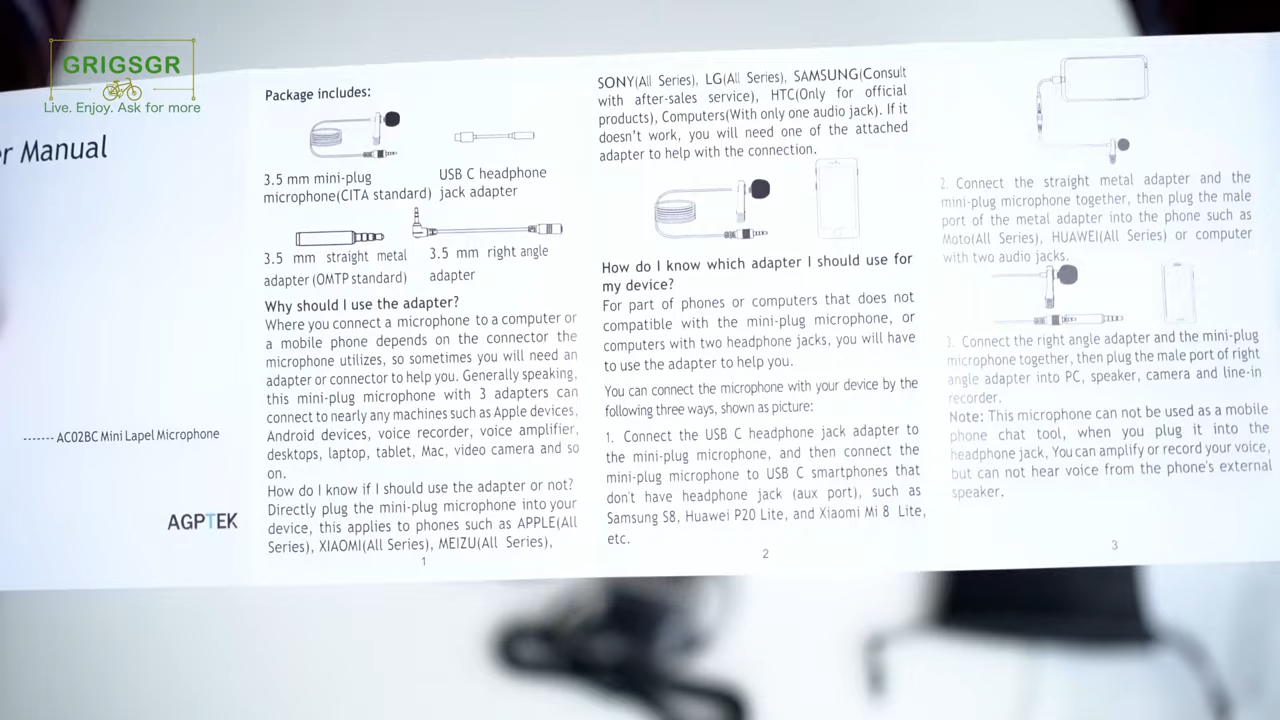 GRIGSGR
Live. Enjoy. Ask for more
r Manual
------- AC02BC Mini Lapel Microphone
AGPTEK
Package includes:
3.5 mm mini-plug
microphone(CITA standard)
USB C headphone
jack adapter
3.5 mm straight metal
adapter (OMTP standard)
3.5 mm right angle
adapter
Why should I use the adapter?
Where you connect a microphone to a computer or
a mobile phone depends on the connector the
microphone utilizes, so sometimes you will need an
adapter or connector to help you. Generally speaking,
this mini-plug microphone with 3 adapters can
connect to nearly any machines such as Apple devices,
Android devices, voice recorder, voice amplifier,
desktops, laptop, tablet, Mac, video camera and so
on.
How do I know if I should use the adapter or not?
Directly plug the mini-plug microphone into your
device, this applies to phones such as APPLE(All
Series), XIAOMI(All Series), MEIZU(All Series),
1
SONY(All Series), LG(All Series), SAMSUNG(Consult
with after-sales service), HTC(Only for official
products), Computers(With only one audio jack). If it
doesn't work, you will need one of the attached
adapter to help with the connection.
How do I know which adapter I should use for
my device?
For part of phones or computers that does not
compatible with the mini-plug microphone, or
computers with two headphone jacks, you will have
to use the adapter to help you.
You can connect the microphone with your device by the
following three ways, shown as picture:
1. Connect the USB C headphone jack adapter to
the mini-plug microphone, and then connect the
mini-plug microphone to USB C smartphones that
don't have headphone jack (aux port), such as
Samsung S8, Huawei P20 Lite, and Xiaomi Mi 8 Lite,
etc.
2
2. Connect the straight metal adapter and the
mini-plug microphone together, then plug the male
port of the metal adapter into the phone such as
Moto(All Series), HUAWEI(All Series) or computer
with two audio jacks.
3. Connect the right angle adapter and the mini-plug
microphone together, then plug the male port of right
angle adapter into PC, speaker, camera and line-in
recorder.
Note: This microphone can not be used as a mobile
phone chat tool, when you plug it into the
headphone jack, You can amplify or record your voice,
but can not hear voice from the phone's external
speaker.
3